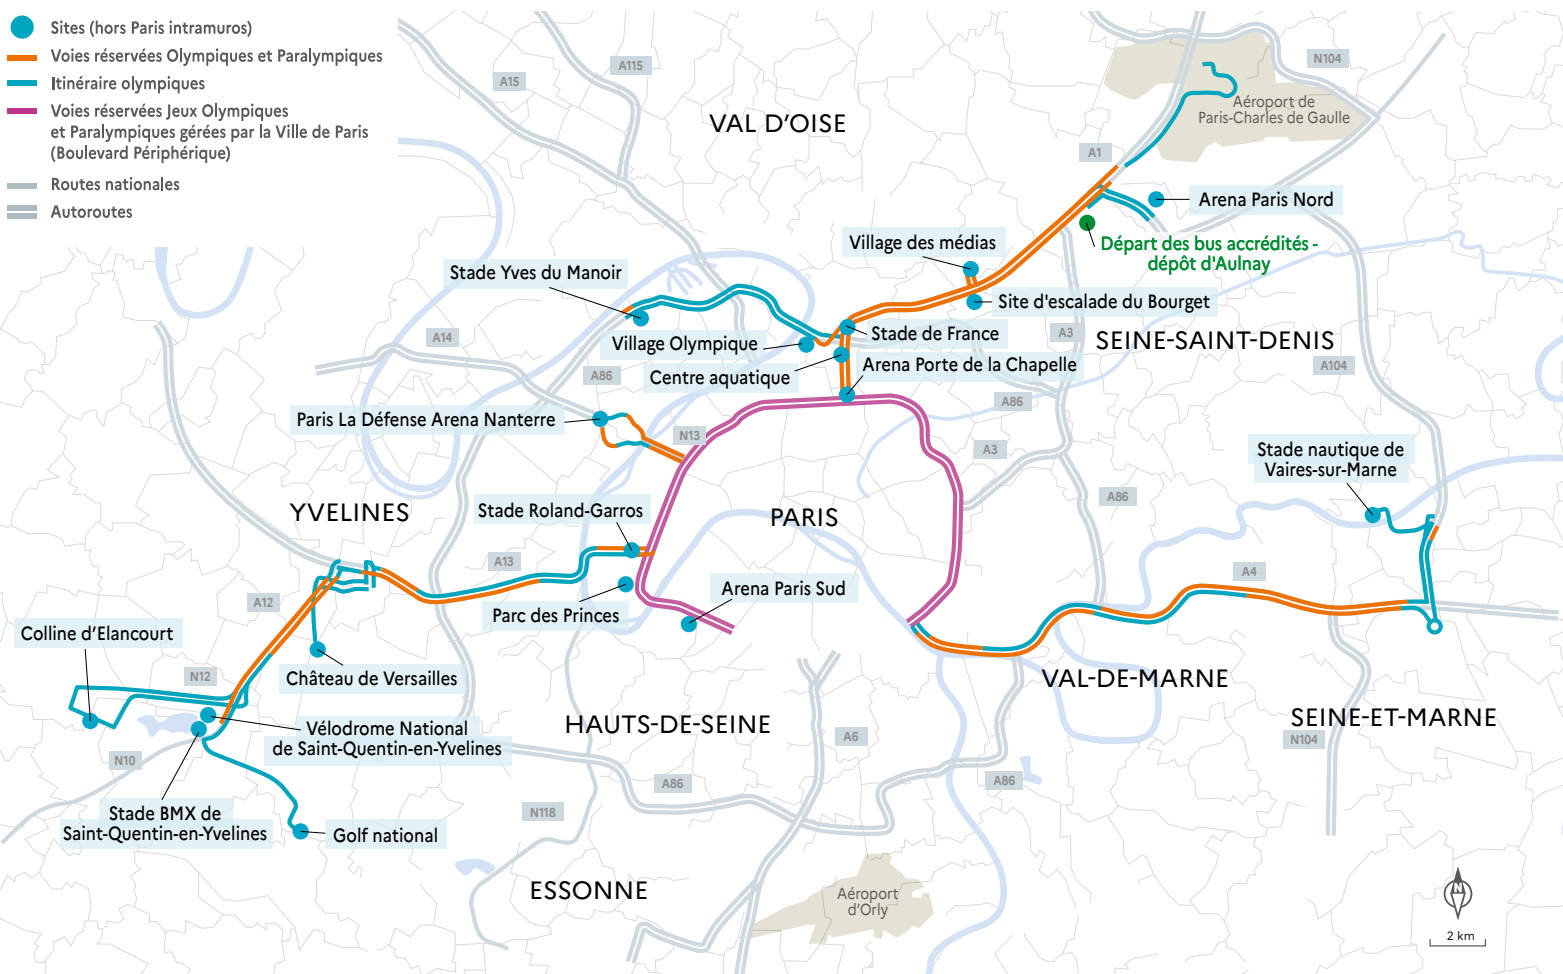 Sites (hors Paris intramuros)
Voies réservées Olympiques et Paralympiques
Itinéraire olympiques
Voies réservées Jeux Olympiques
et Paralympiques gérées par la Ville de Paris
(Boulevard Périphérique)
Routes nationales
Autoroutes
A15
A115
N104
VAL D'OISE
Aéroport de
Paris-Charles de Gaulle
A1
Arena Paris Nord
Village des médias
Départ des bus accrédités -
dépôt d'Aulnay
Stade Yves du Manoir
Site d'escalade du Bourget
A14
Village Olympique
Stade de France
A3
SEINE-SAINT-DENIS
A86
Centre aquatique
Arena Porte de la Chapelle
A104
A86
Paris La Défense Arena Nanterre
N13
A3
Stade nautique de
Vaires-sur-Marne
A86
YVELINES
Stade Roland-Garros
PARIS
A13
A4
A12
Parc des Princes
Arena Paris Sud
Colline d'Elancourt
N12
Château de Versailles
VAL-DE-MARNE
Vélodrome National
de Saint-Quentin-en-Yvelines
HAUTS-DE-SEINE
SEINE-ET-MARNE
A6
N104
N10
A86
A86
Stade BMX de
Saint-Quentin-en-Yvelines
N118
Golf national
ESSONNE
Aéroport
d'Orly
N
2 km